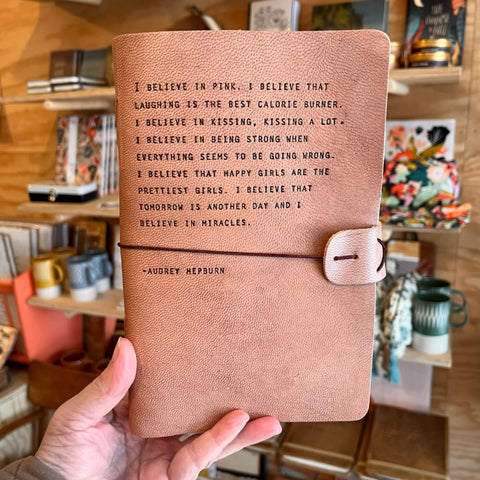 I BELIEVE IN PINK. I BELIEVE THAT
LAUGHING IS THE BEST CALORIE BURNER.
I BELIEVE IN KISSING, KISSING A LOT.
I BELIEVE IN BEING STRONG WHEN
EVERYTHING SEEMS TO BE GOING WRONG.
I BELIEVE THAT HAPPY GIRLS ARE THE
PRETTIEST GIRLS. I BELIEVE THAT
TOMORROW IS ANOTHER DAY AND I
BELIEVE IN MIRACLES.
-AUDREY HEPBURN